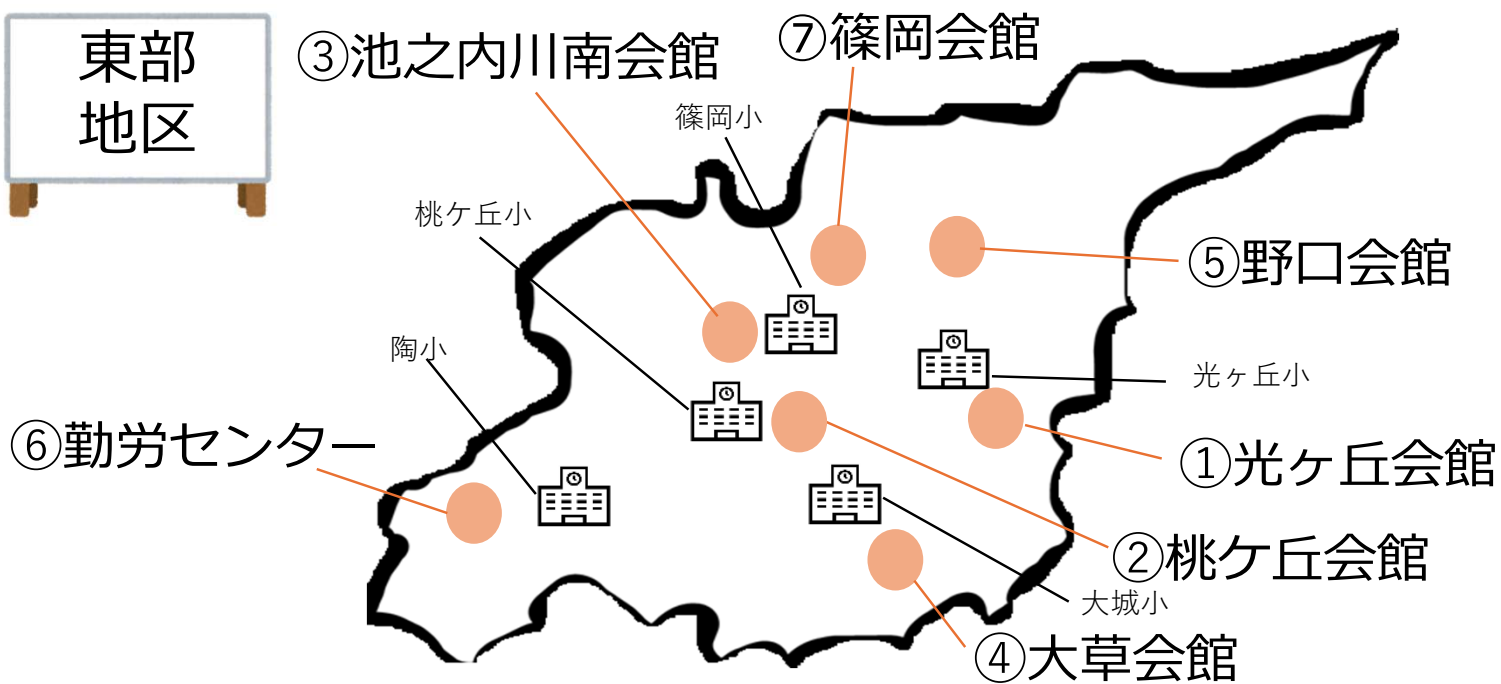 東部
地区
③池之内川南会館
⑦篠岡会館
篠岡小
桃ケ丘小
⑤野口会館
陶小
光ヶ丘小
⑥勤労センター
①光ヶ丘会館
②桃ケ丘会館
大城小
④大草会館